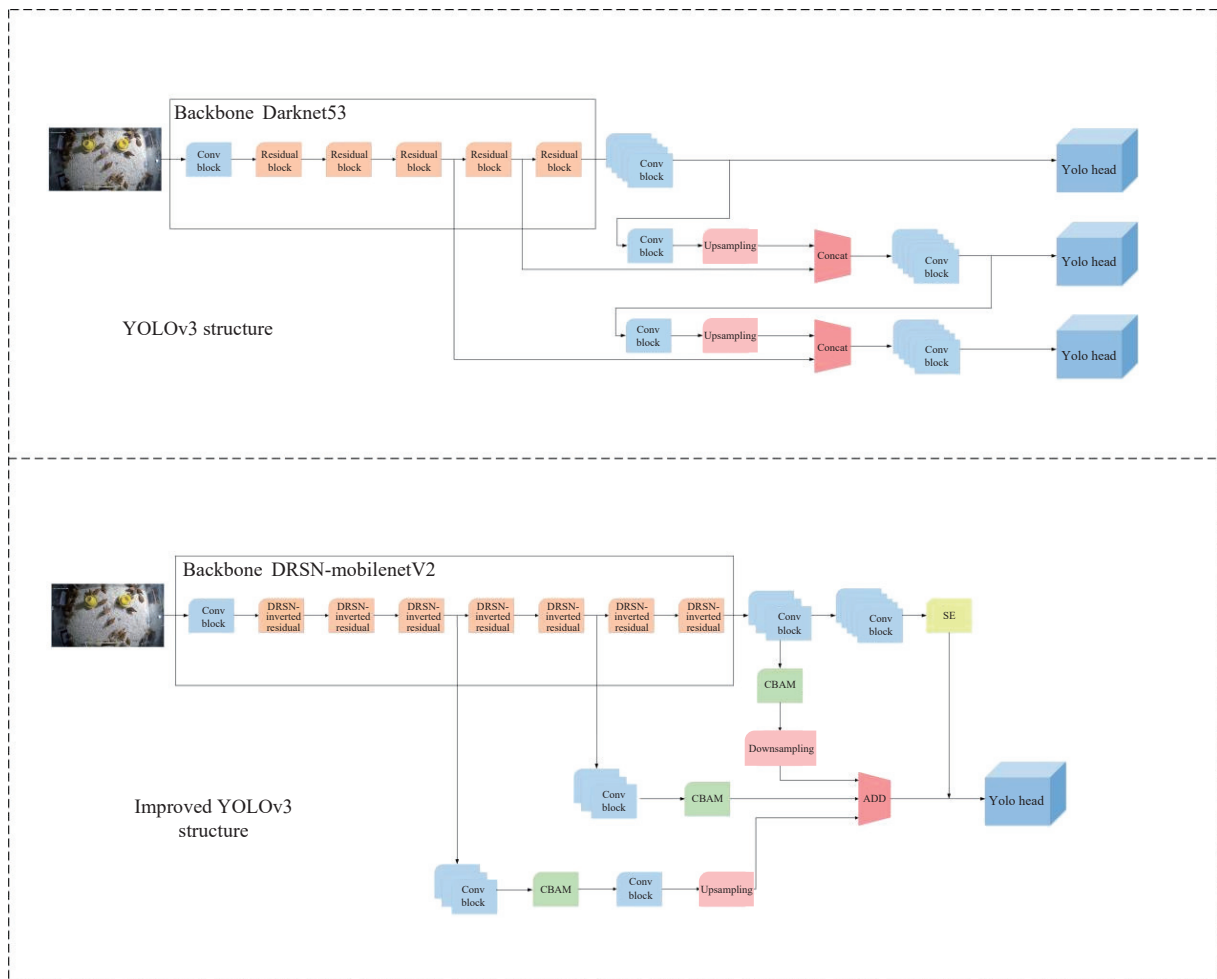 Backbone Darknet53
Conv
block
Residual
block
Residual
block
Residual
block
Residual
block
Residual
block
Conv
block
Yolo head
Conv
block
Upsampling
Concat
Conv
block
Yolo head
YOLOv3 structure
Conv
block
Upsampling
Concat
Conv
block
Yolo head
Backbone DRSN-mobilenetV2
Conv
block
DRSN-
inverted
residual
DRSN-
inverted
residual
DRSN-
inverted
residual
DRSN-
inverted
residual
DRSN-
inverted
residual
DRSN-
inverted
residual
DRSN-
inverted
residual
Conv
block
Conv
block
SE
CBAM
Downsampling
Conv
block
CBAM
ADD
Yolo head
Improved YOLOv3
structure
Conv
block
CBAM
Conv
block
Upsampling